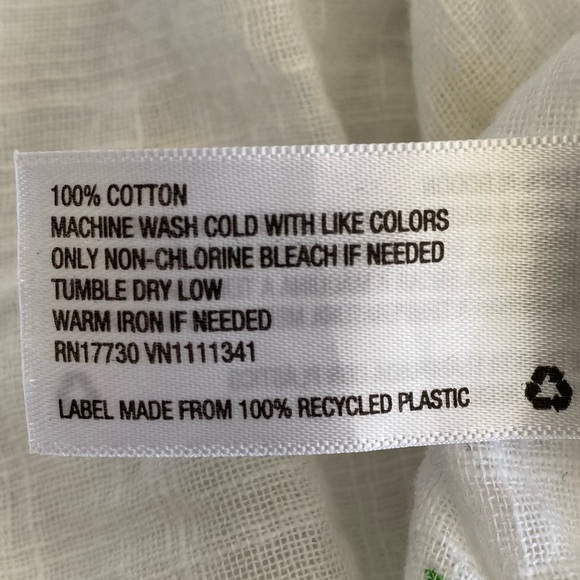 100% COTTON
MACHINE WASH COLD WITH LIKE COLORS
ONLY NON-CHLORINE BLEACH IF NEEDED
TUMBLE DRY LOW
WARM IRON IF NEEDED
RN17730 VN1111341
LABEL MADE FROM 100% RECYCLED PLASTIC